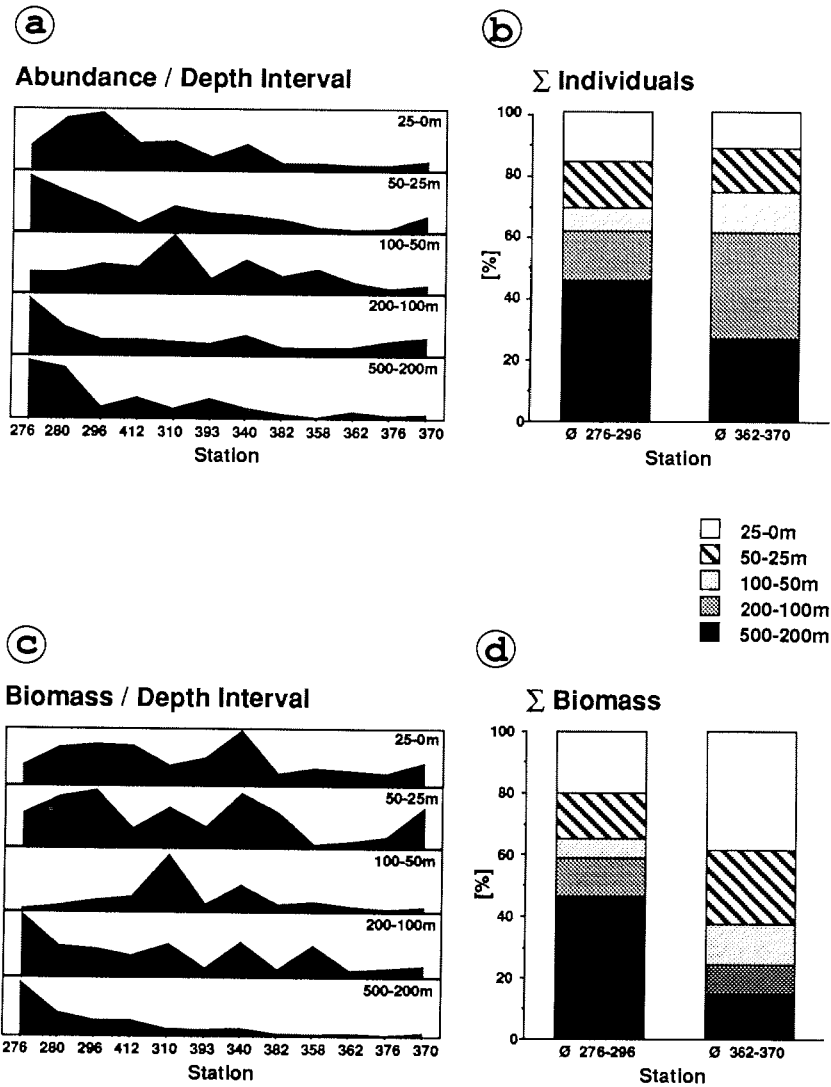 a
Abundance / Depth Interval
25-0m
50-25m
100-50m
200-100m
500-200m
276 280 296 412 310 393 340 382 358 362 376 370
Station
b
Σ Individuals
100
80
60
40
20
0
[%]
Ø 276-296 Ø 362-370
Station
25-0m
50-25m
100-50m
200-100m
500-200m
c
Biomass / Depth Interval
25-0m
50-25m
100-50m
200-100m
500-200m
276 280 296 412 310 393 340 382 358 362 376 370
Station
d
Σ Biomass
100
80
60
40
20
0
[%]
Ø 276-296 Ø 362-370
Station